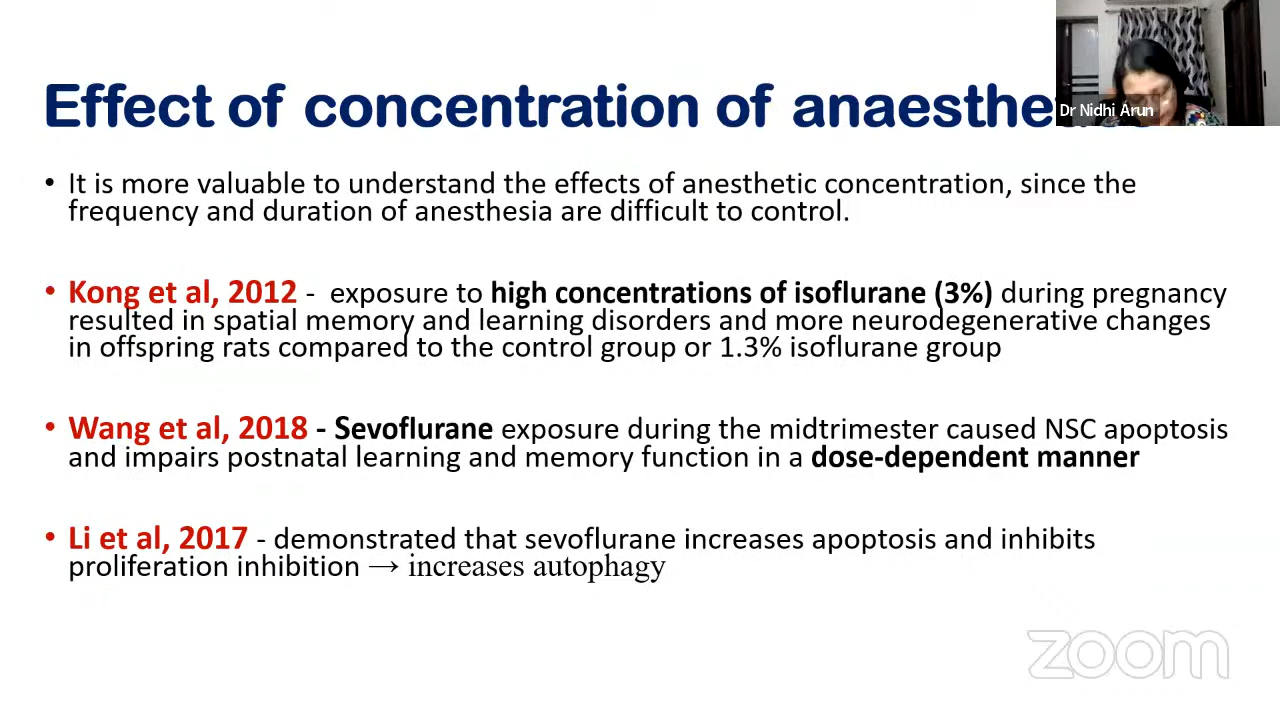 Effect of concentration of
Dr Nidhi Arun
• It is more valuable to understand the effects of anesthetic concentration, since the
frequency and duration of anesthesia are difficult to control.
• Kong et al, 2012 - exposure to high concentrations of isoflurane (3%) during pregnancy
resulted in spatial memory and learning disorders and more neurodegenerative changes
in offspring rats compared to the control group or 1.3% isoflurane group
• Wang et al, 2018 - Sevoflurane exposure during the midtrimester caused NSC apoptosis
and impairs postnatal learning and memory function in a dose-dependent manner
• Li et al, 2017 - demonstrated that sevoflurane increases apoptosis and inhibits
proliferation inhibition → increases autophagy
zoom